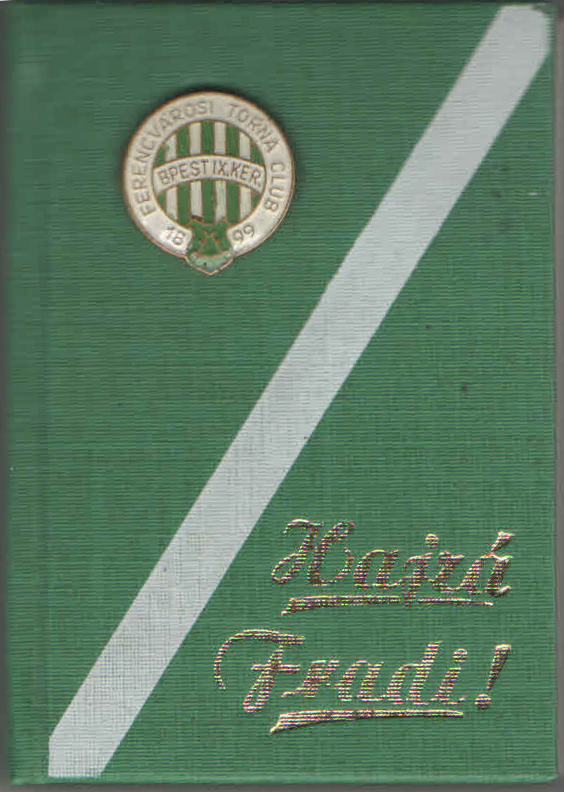 FERENCVÁROSI TORNA CLUB
BPEST IX. KER.
18 99
Hajrá
Fradi!